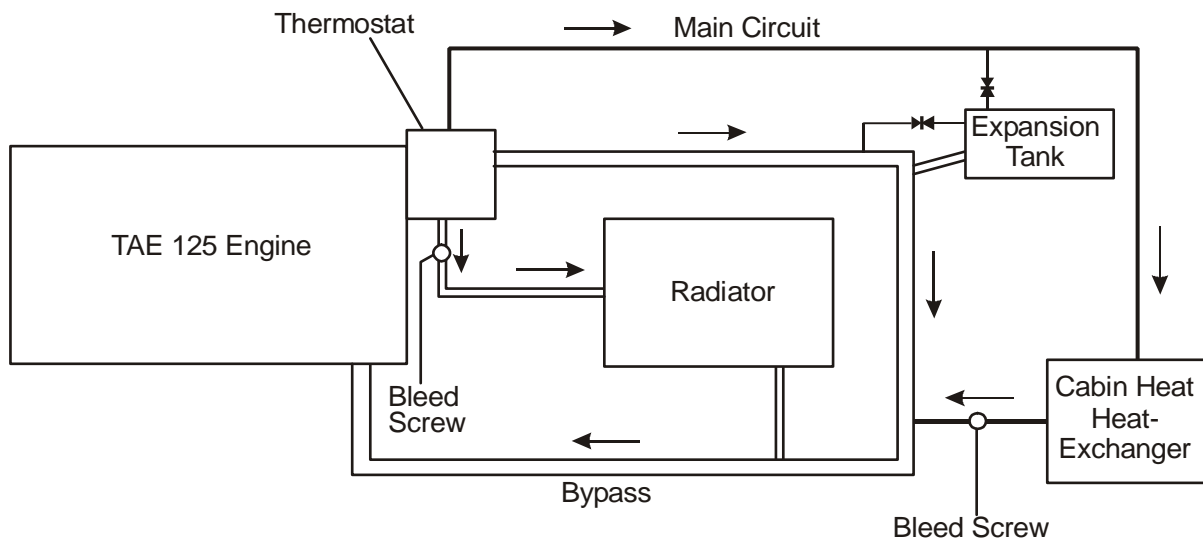 Thermostat
Main Circuit
Expansion
Tank
TAE 125 Engine
Radiator
Bleed
Screw
Cabin Heat
Heat-
Exchanger
Bypass
Bleed Screw